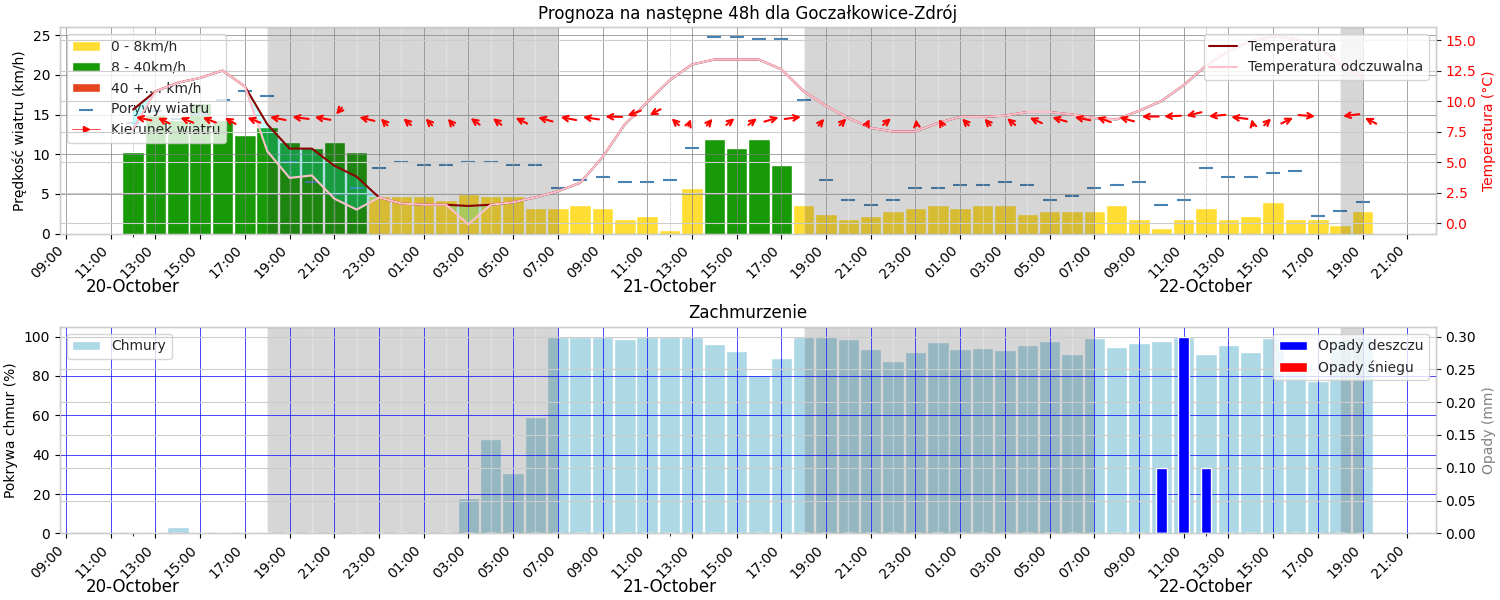 Prognoza na następne 48h dla Goczałkowice-Zdrój
Prędkość wiatru (km/h)
25
20
15
10
5
0
0 - 8km/h
8 - 40km/h
40 +... km/h
Porywy wiatru
Kierunek wiatru
Temperatura
Temperatura odczuwalna
15.0
12.5
10.0
7.5
5.0
2.5
0.0
Temperatura (°C)
09:00 11:00 13:00 15:00 17:00 19:00 21:00 23:00 01:00 03:00 05:00 07:00 09:00 11:00 13:00 15:00 17:00 19:00 21:00 23:00 01:00 03:00 05:00 07:00 09:00 11:00 13:00 15:00 17:00 19:00 21:00
20-October 21-October 22-October
Zachmurzenie
Pokrywa chmur (%)
100
80
60
40
20
0
Chmury
Opady deszczu
Opady śniegu
0.30
0.25
0.20
0.15
0.10
0.05
0.00
Opady (mm)
09:00 11:00 13:00 15:00 17:00 19:00 21:00 23:00 01:00 03:00 05:00 07:00 09:00 11:00 13:00 15:00 17:00 19:00 21:00 23:00 01:00 03:00 05:00 07:00 09:00 11:00 13:00 15:00 17:00 19:00 21:00
20-October 21-October 22-October